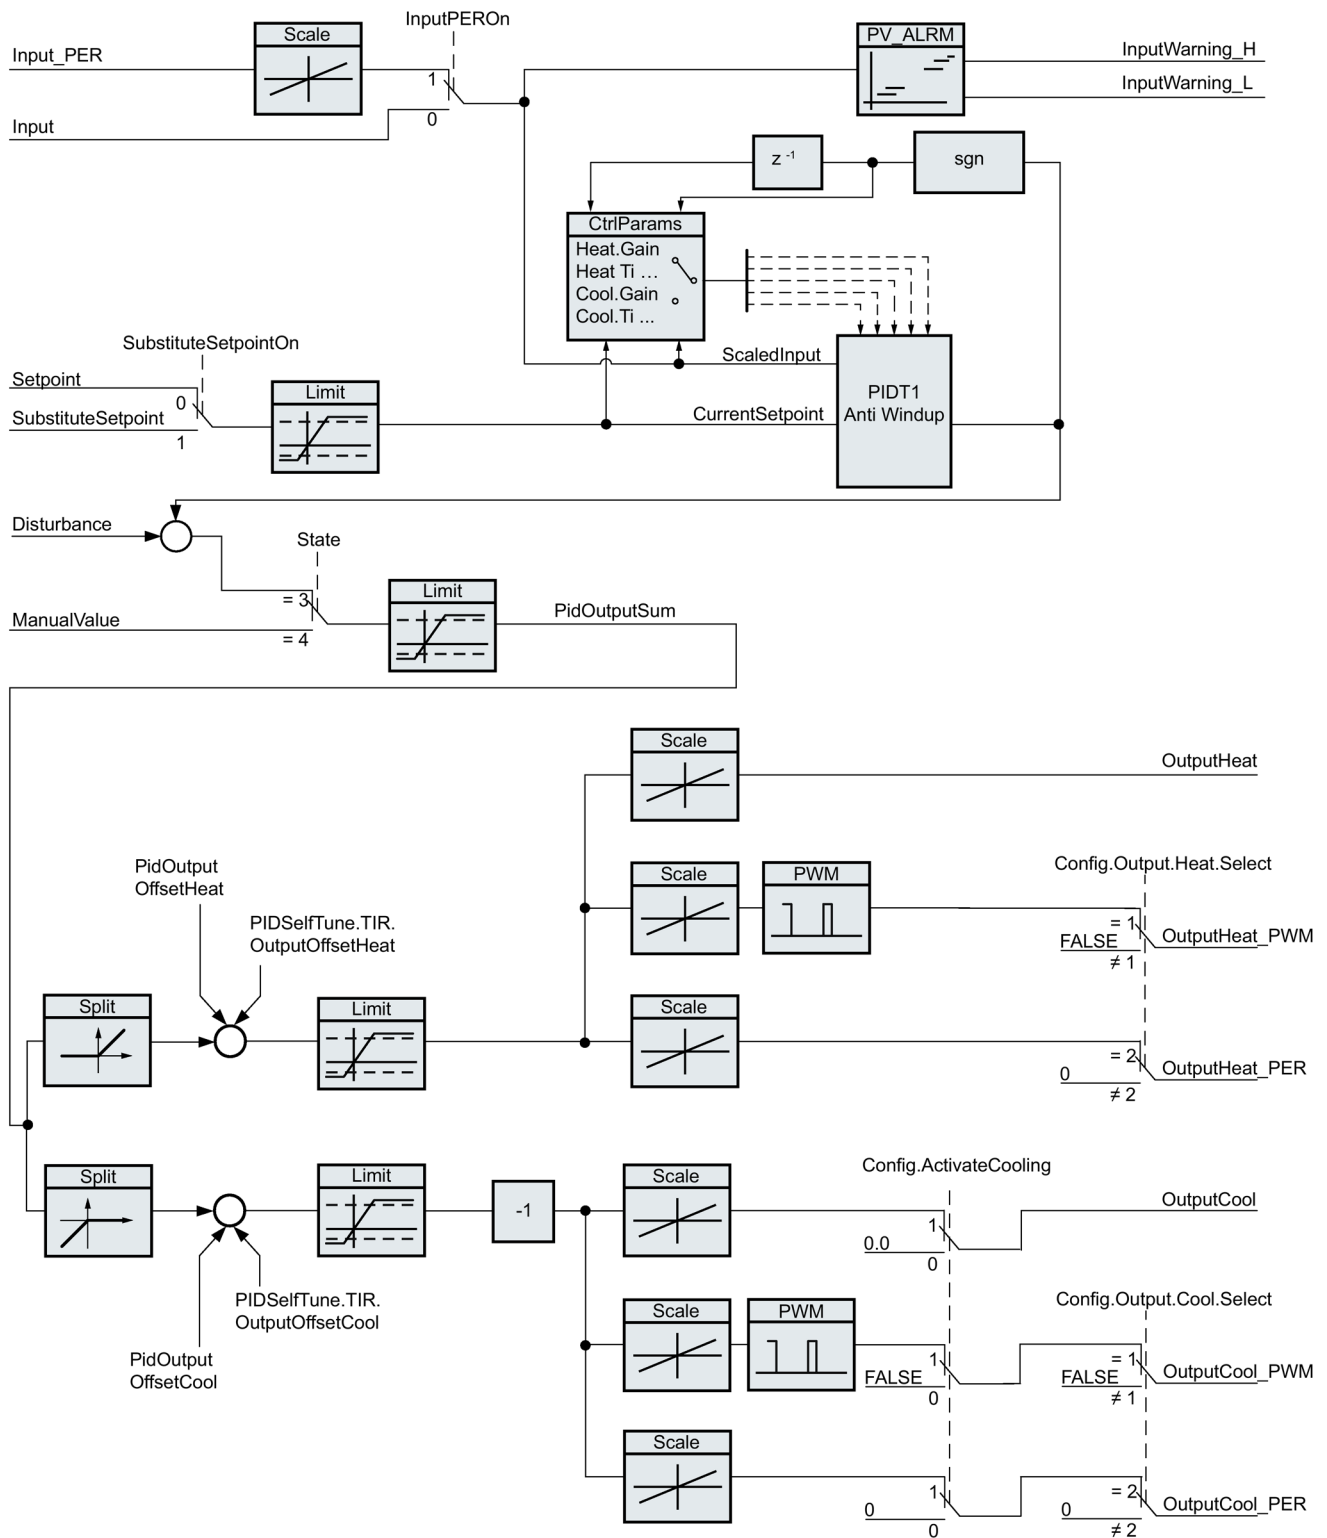 InputPEROn
Scale
PV_ALRM
Input_PER
InputWarning_H
1
InputWarning_L
Input
0
z -1
sgn
CtrlParams
Heat.Gain
Heat Ti ...
Cool.Gain
Cool.Ti ...
SubstituteSetpointOn
ScaledInput
Setpoint
0
Limit
SubstituteSetpoint
1
CurrentSetpoint
PIDT1
Anti Windup
Disturbance
State
Limit
= 3
ManualValue
= 4
PidOutputSum
Scale
OutputHeat
PidOutput
OffsetHeat
Scale
PWM
Config.Output.Heat.Select
PIDSelfTune.TIR.
OutputOffsetHeat
= 1
FALSE
≠ 1
OutputHeat_PWM
Split
Limit
Scale
= 2
0
≠ 2
OutputHeat_PER
Split
Limit
-1
Scale
Config.ActivateCooling
OutputCool
1
0.0
0
PIDSelfTune.TIR.
OutputOffsetCool
PidOutput
OffsetCool
Scale
PWM
Config.Output.Cool.Select
1
FALSE
0
= 1
FALSE
≠ 1
OutputCool_PWM
Scale
1
0
0
= 2
0
≠ 2
OutputCool_PER